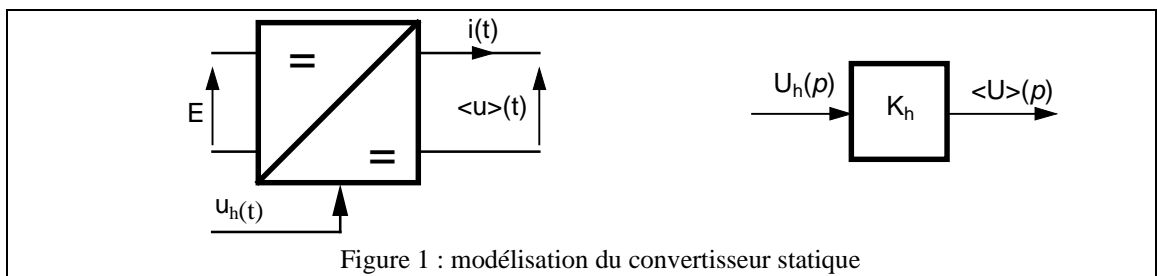 i(t)
=
E
<u>(t)
=
u_h(t)
U_h(p)
K_h
<U>(p)
Figure 1 : modélisation du convertisseur statique